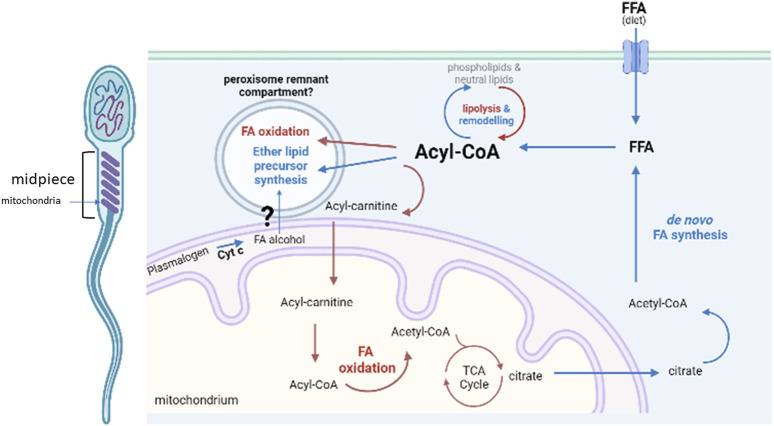 FFA
(diet)
phospholipids &
neutral lipids
peroxisome remnant
compartment?
lipolysis &
remodelling
FA oxidation
Ether lipid
precursor
synthesis
Acyl-CoA
FFA
midpiece
mitochondria
Acyl-carnitine
?
de novo
FA synthesis
Plasmalogen
Cyt c
FA alcohol
Acyl-carnitine
Acetyl-CoA
Acetyl-CoA
FA
oxidation
TCA
Cycle
citrate
citrate
Acyl-CoA
mitochondrium